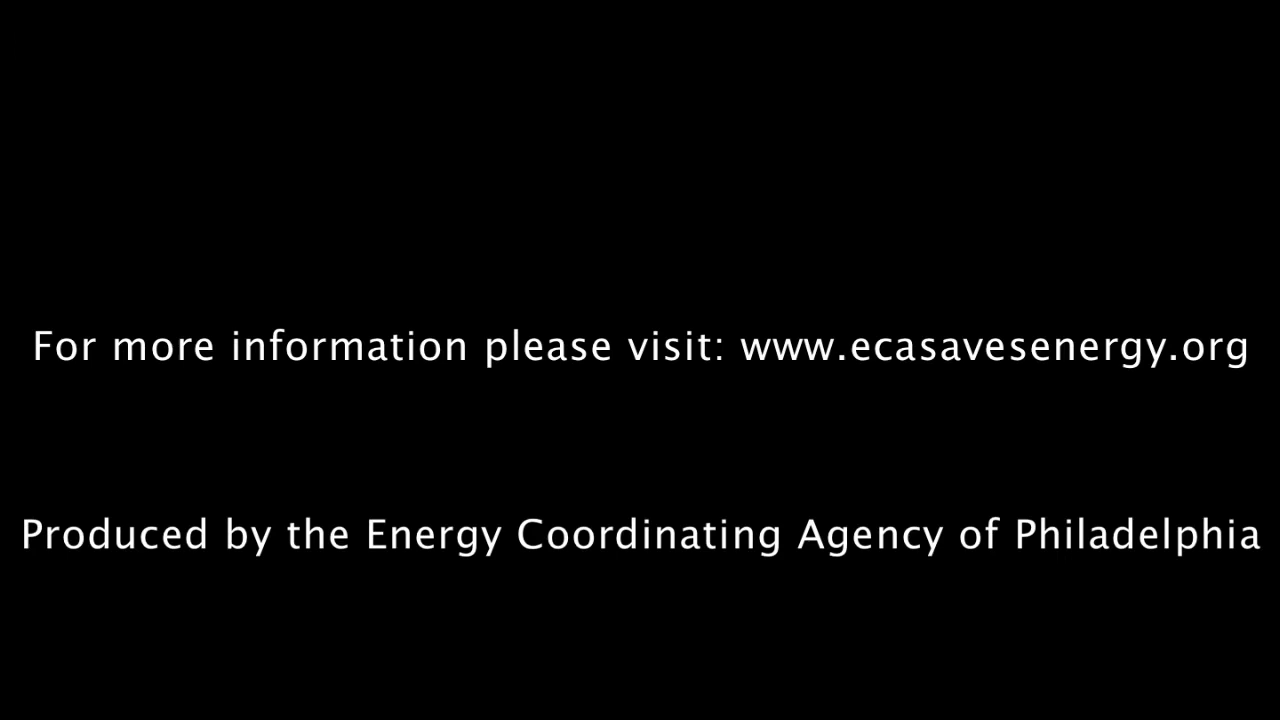 For more information please visit: www.ecasavesenergy.org
Produced by the Energy Coordinating Agency of Philadelphia